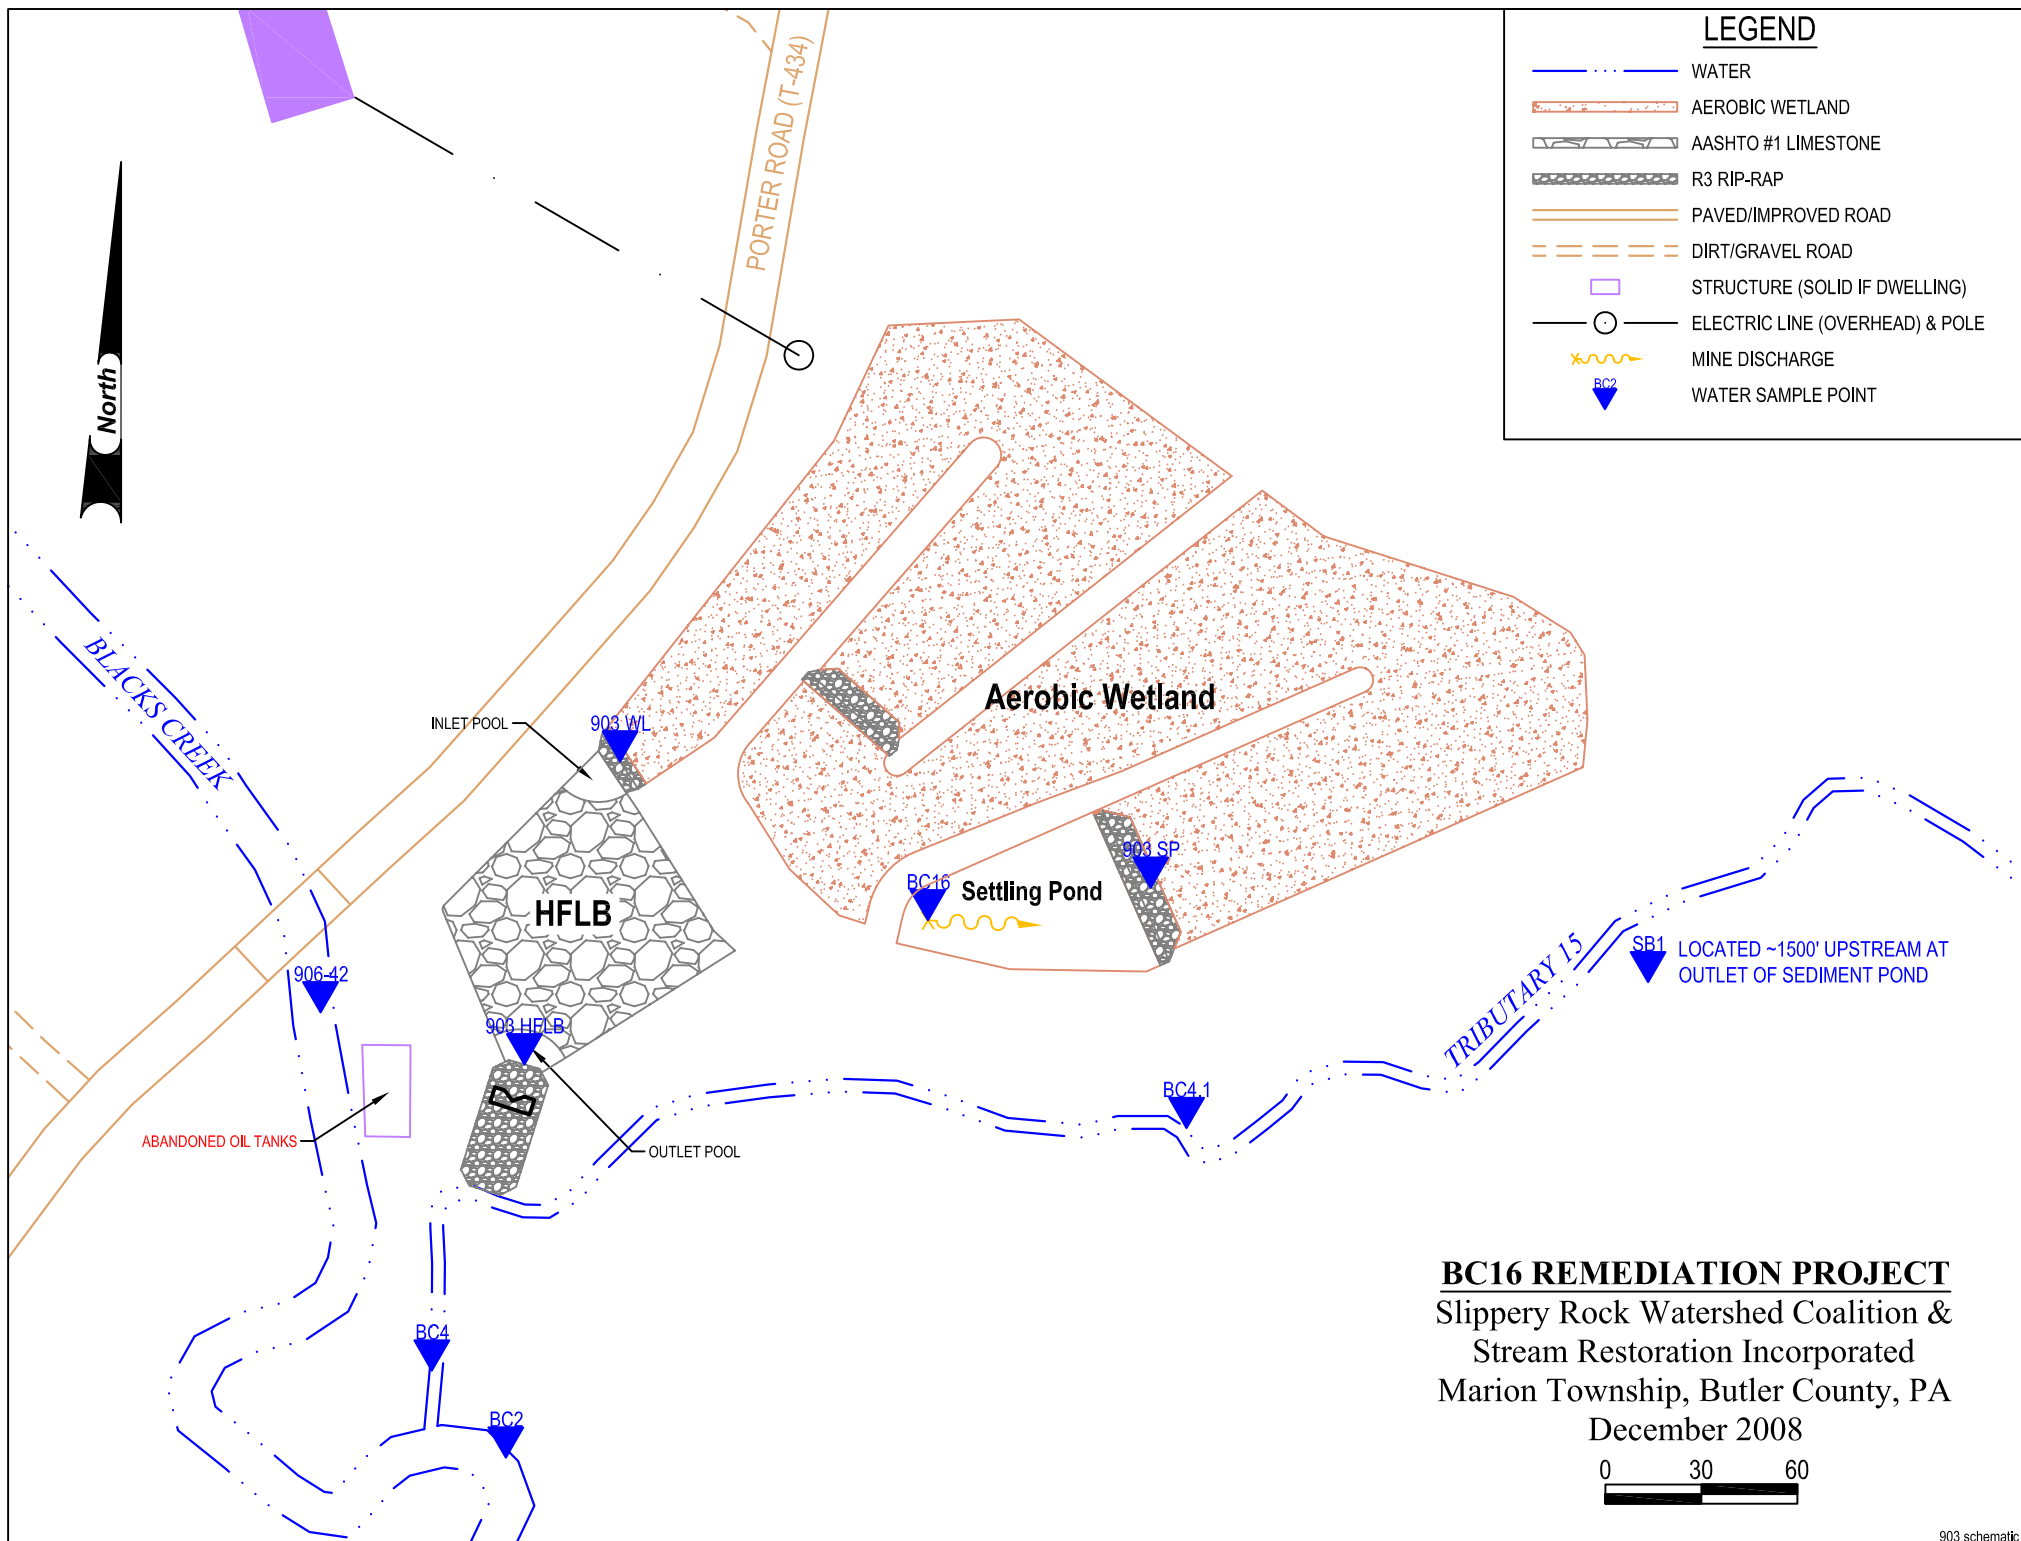 LEGEND
WATER
AEROBIC WETLAND
AASHTO #1 LIMESTONE
R3 RIP-RAP
PAVED/IMPROVED ROAD
DIRT/GRAVEL ROAD
STRUCTURE (SOLID IF DWELLING)
ELECTRIC LINE (OVERHEAD) & POLE
MINE DISCHARGE
BC2
WATER SAMPLE POINT
PORTER ROAD (T-434)
North
BLACKS CREEK
INLET POOL
903 WL
Aerobic Wetland
903 SP
BC16
Settling Pond
HFLB
906-42
903 HFLB
SB1
LOCATED ~1500' UPSTREAM AT
OUTLET OF SEDIMENT POND
TRIBUTARY 15
BC4.1
ABANDONED OIL TANKS
OUTLET POOL
BC4
BC2
BC16 REMEDIATION PROJECT
Slippery Rock Watershed Coalition &
Stream Restoration Incorporated
Marion Township, Butler County, PA
December 2008
0 30 60
903 schematic